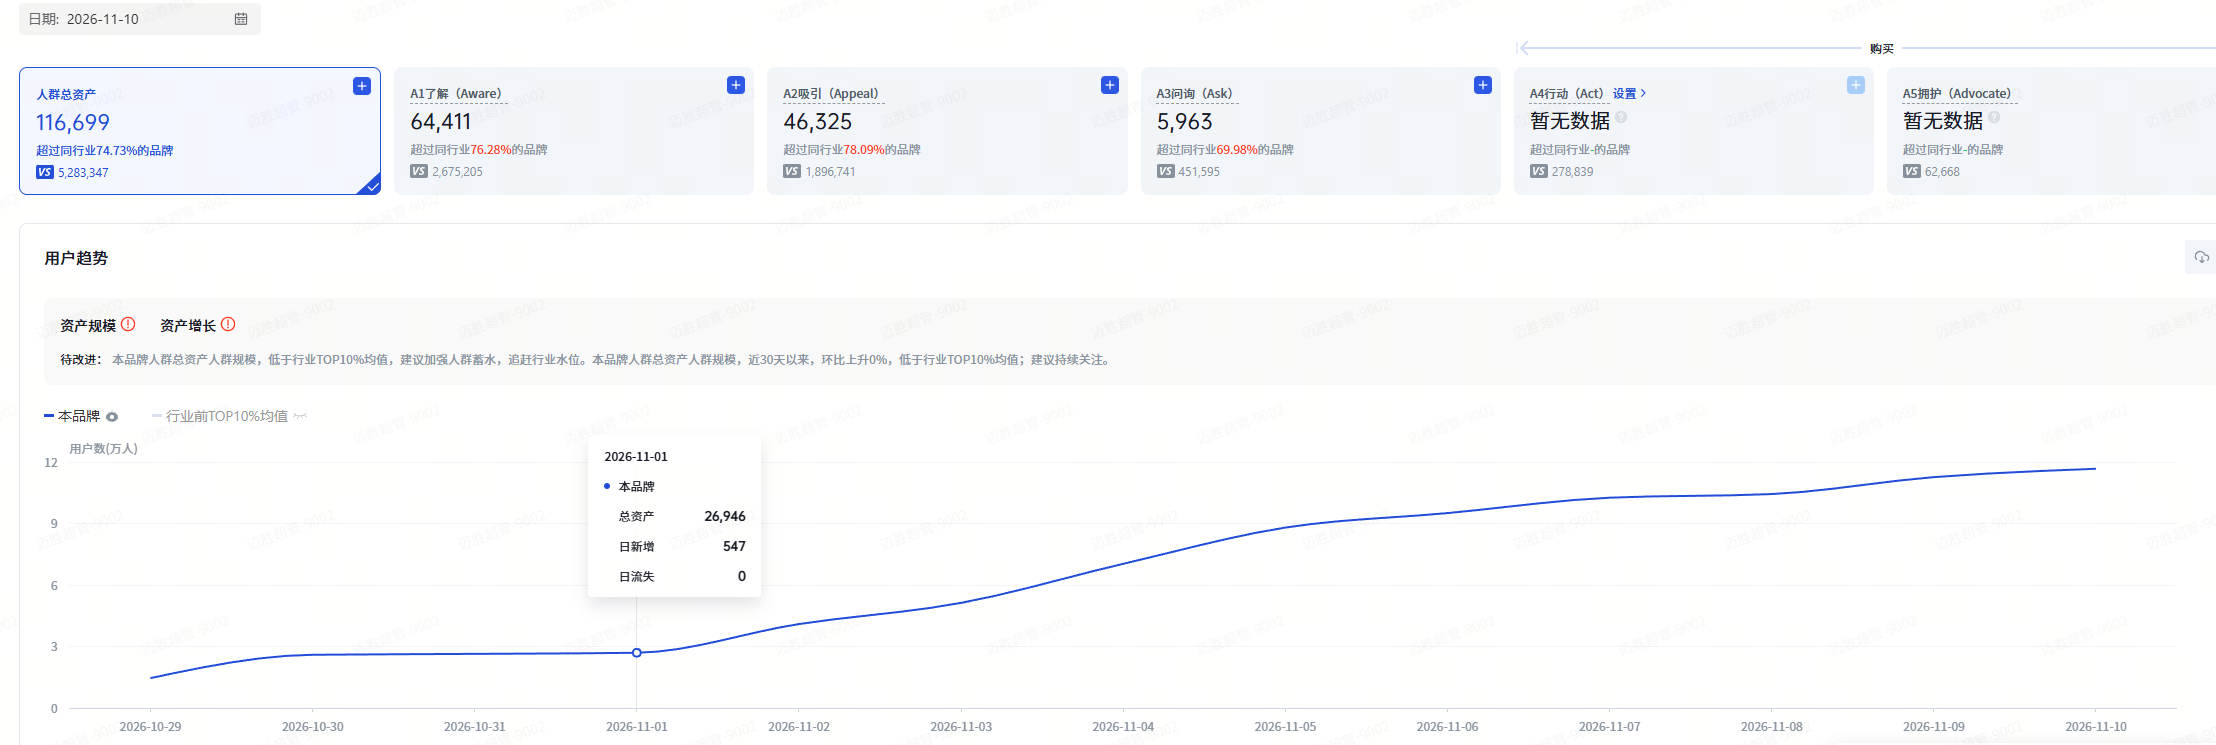 日期: 2026-11-10
购买
人群总资产
116,699
超过同行业74.73%的品牌
VS 5,283,347
A1了解（Aware）
64,411
超过同行业76.28%的品牌
VS 2,675,205
A2吸引（Appeal）
46,325
超过同行业78.09%的品牌
VS 1,896,741
A3问询（Ask）
5,963
超过同行业69.98%的品牌
VS 451,595
A4行动（Act） 设置 >
暂无数据 ?
超过同行业-的品牌
VS 278,839
A5拥护（Advocate）
暂无数据 ?
超过同行业-的品牌
VS 62,668
用户趋势
资产规模 ! 资产增长 !
待改进： 本品牌人群总资产人群规模，低于行业TOP10%均值，建议加强人群蓄水，追赶行业水位。本品牌人群总资产人群规模，近30天以来，环比上升0%，低于行业TOP10%均值；建议持续关注。
本品牌 行业前TOP10%均值
用户数(万人)
12
9
6
3
0
2026-11-01
本品牌
总资产 26,946
日新增 547
日流失 0
2026-10-29 2026-10-30 2026-10-31 2026-11-01 2026-11-02 2026-11-03 2026-11-04 2026-11-05 2026-11-06 2026-11-07 2026-11-08 2026-11-09 2026-11-10
迈胜超管-9002